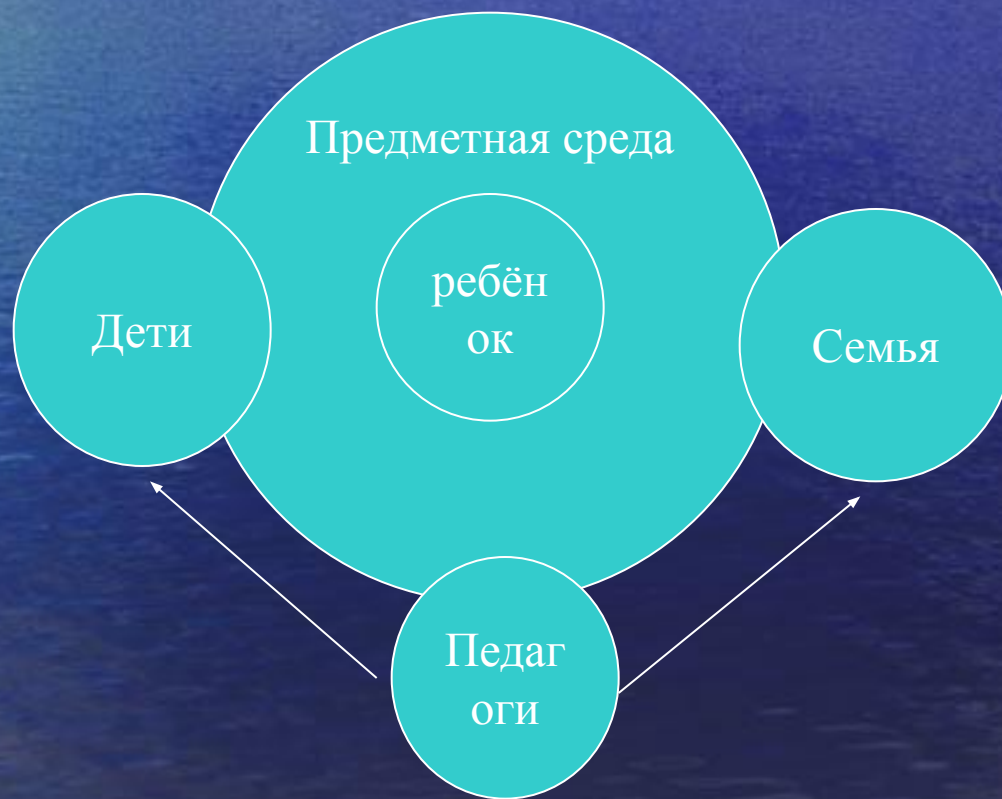 Предметная среда
ребён
ок
Дети
Семья
Педаг
оги